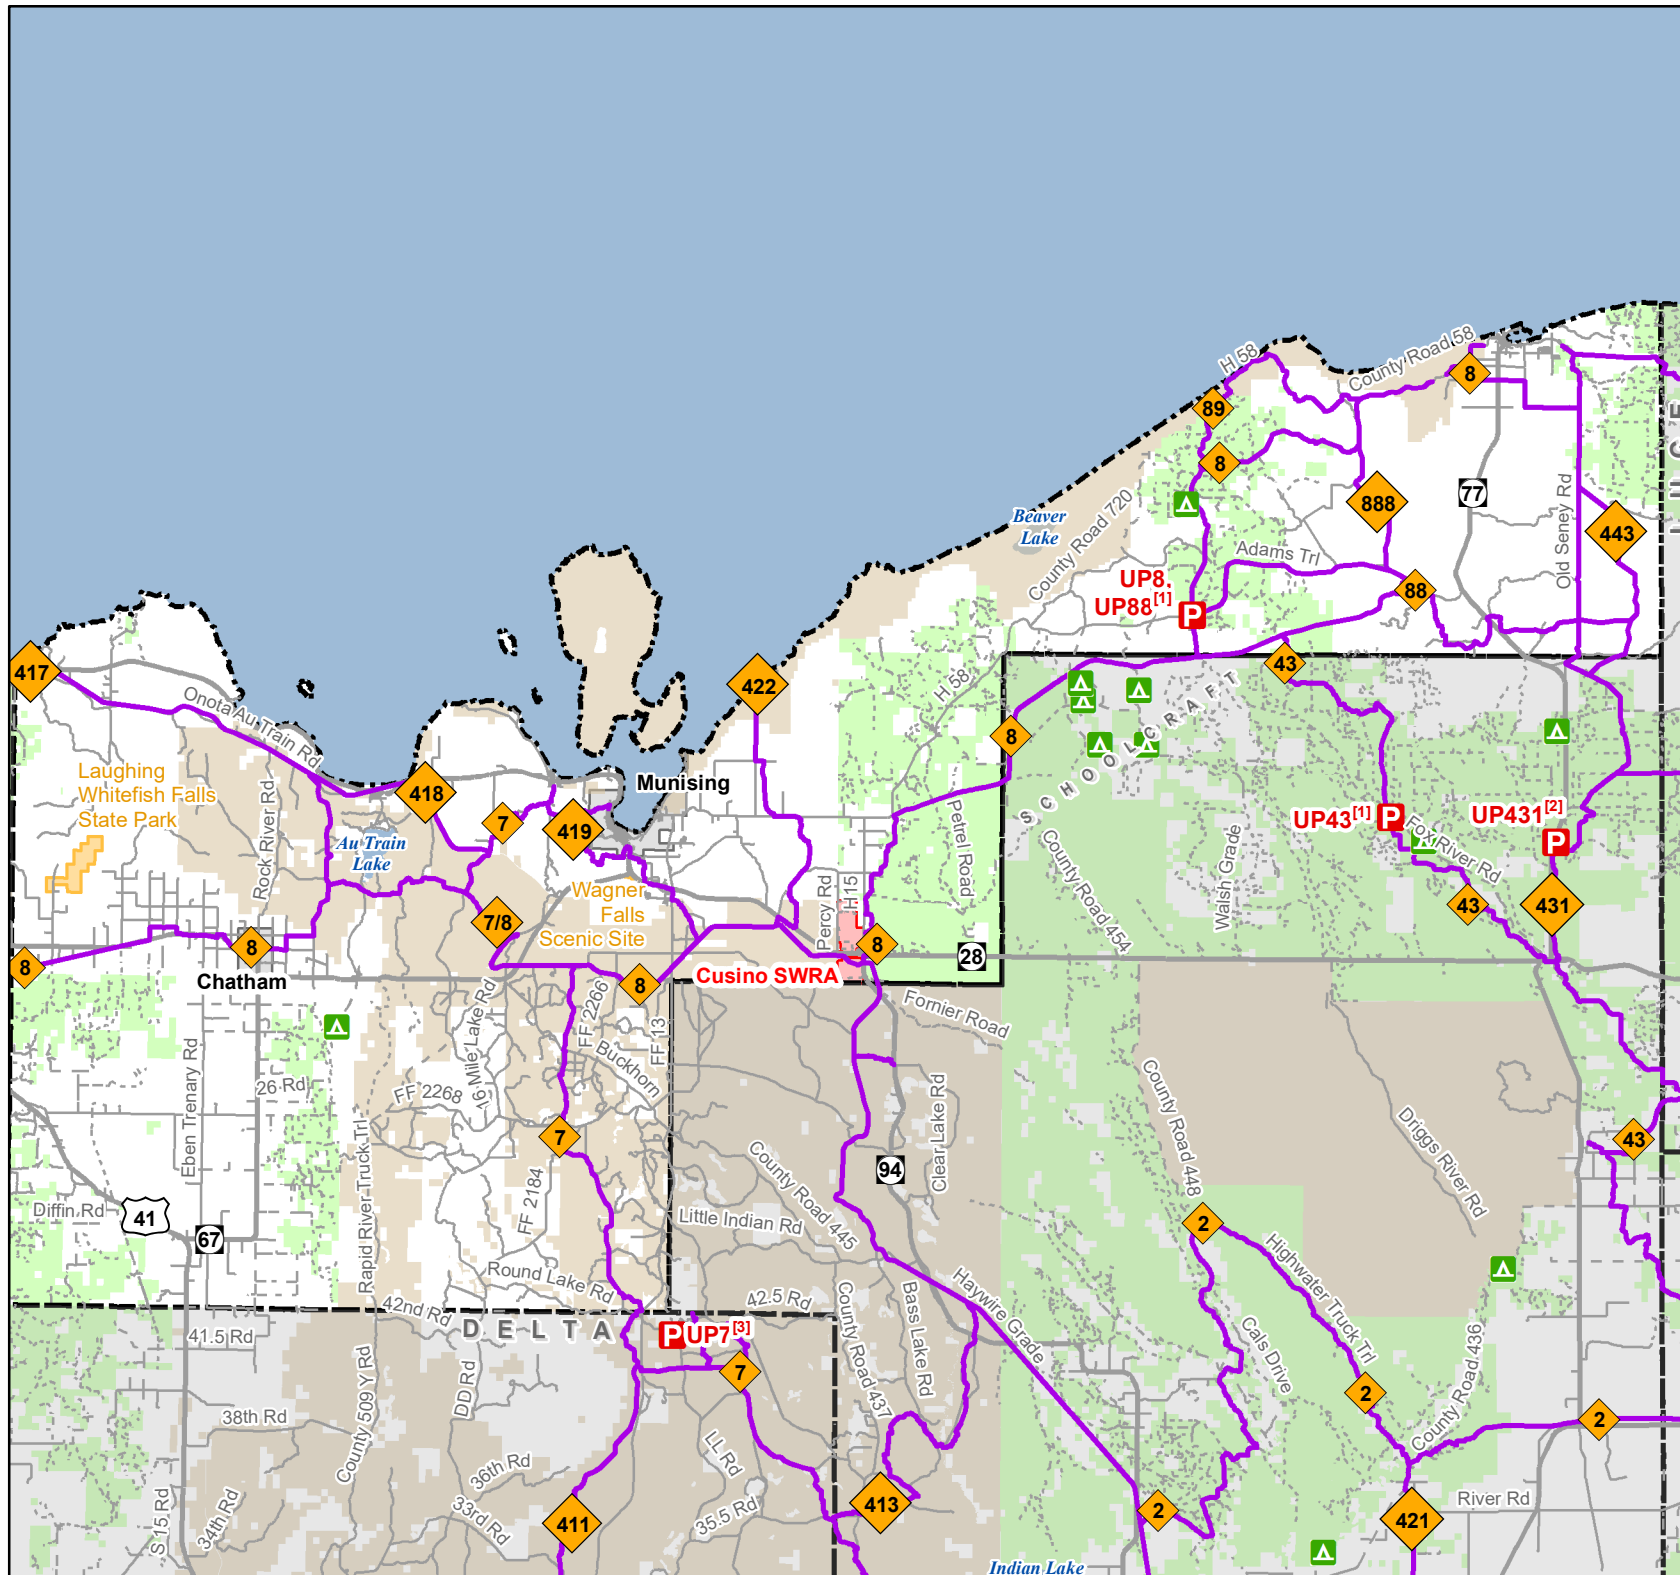 H 58
County Road 58
8
89
8
888
77
443
Old Seney Rd
Beaver
Lake
County Road 720
Adams Trl
UP8,
UP88[1]
88
417
Onota Au Train Rd
422
H 58
43
S C H O O L C R A F T
8
Laughing
Whitefish Falls
State Park
Rock River Rd
418
Munising
7
419
Au Train
Lake
UP43[1]
UP431[2]
Fox River Rd
Petrel Road
County Road 454
Walsh Grade
Wagner
Falls
Scenic Site
Percy Rd
H 15
7/8
43
431
8
8
8
28
Chatham
8
Cusino SWRA
Fornier Road
FF 2266
FF 13
Buckhorn
16 Mile Lake Rd
Eben Trenary Rd
26 Rd
FF 2268
Rapid River Truck Trl
7
FF 2184
Clear Lake Rd
County Road 448
Driggs River Rd
43
94
County Road 445
Diffin Rd
41
67
Little Indian Rd
2
Highwater Truck Trl
Round Lake Rd
Haywire Grade
42nd Rd
42.5 Rd
41.5 Rd
D E L T A
P
UP7[3]
County Road 437
Bass Lake Rd
Cals Drive
County Road 436
7
2
38th Rd
County 509 Y Rd
DD Rd
2
LL Rd
36th Rd
S 15 Rd
34th Rd
33rd Rd
411
35.5 Rd
413
2
River Rd
421
Indian Lake